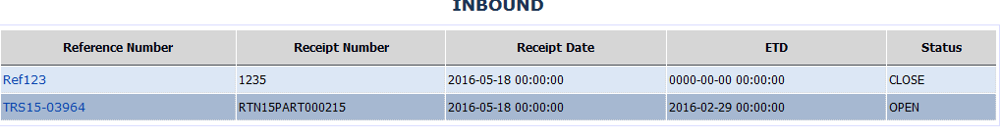 INBOUND
Reference Number Receipt Number Receipt Date ETD Status
Ref123 1235 2016-05-18 00:00:00 0000-00-00 00:00:00 CLOSE
TRS15-03964 RTN15PART000215 2016-05-18 00:00:00 2016-02-29 00:00:00 OPEN